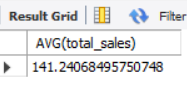 Result Grid Filter
AVG(total_sales)
141.24068495750748